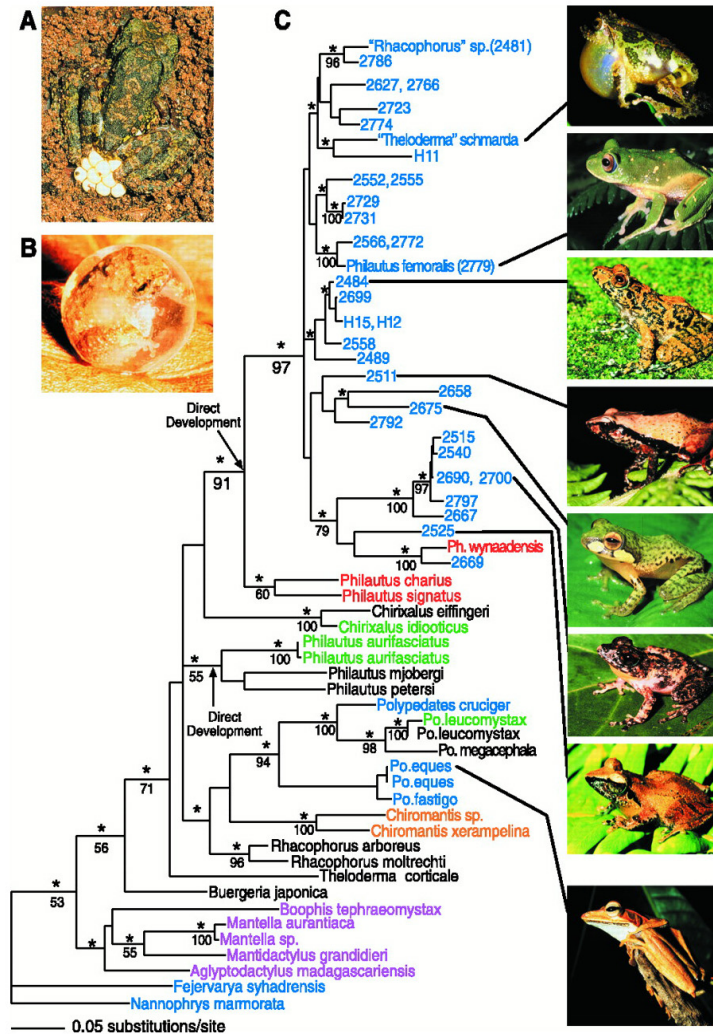 A
B
C
"Rhacophorus" sp.(2481)
*
96
2786
2627, 2766
2723
2774
*
"Theloderma" schmarda
*
H11
2552, 2555
*
2729
*
100
2731
2566, 2772
*
100
Philautus femoralis (2779)
2484
*
2699
H15, H12
*
2558
2489
*
97
2511
2658
*
2675
2792
Direct
Development
2515
2540
2690, 2700
*
97
2797
*
100
2667
*
91
*
79
2525
Ph. wynaadensis
*
100
2669
Philautus charius
*
60
Philautus signatus
Chirixalus eiffingeri
*
100
Chirixalus idiooticus
Philautus aurifasciatus
*
100
Philautus aurifasciatus
*
55
Philautus mjobergi
Philautus petersi
Direct
Development
Polypedates cruciger
*
100
Po.leucomystax
*
100
Po.leucomystax
*
98
Po. megacephala
*
94
Po.eques
Po.eques
Po.fastigo
*
71
*
Chiromantis sp.
*
100
Chiromantis xerampelina
Rhacophorus arboreus
*
96
Rhacophorus moltrechti
Theloderma corticale
*
56
Buergeria japonica
*
53
Boophis tephraeomystax
Mantella aurantiaca
*
100
Mantella sp.
*
55
Mantidactylus grandidieri
*
Aglyptodactylus madagascariensis
Fejervarya syhadrensis
Nannophrys marmorata
0.05 substitutions/site